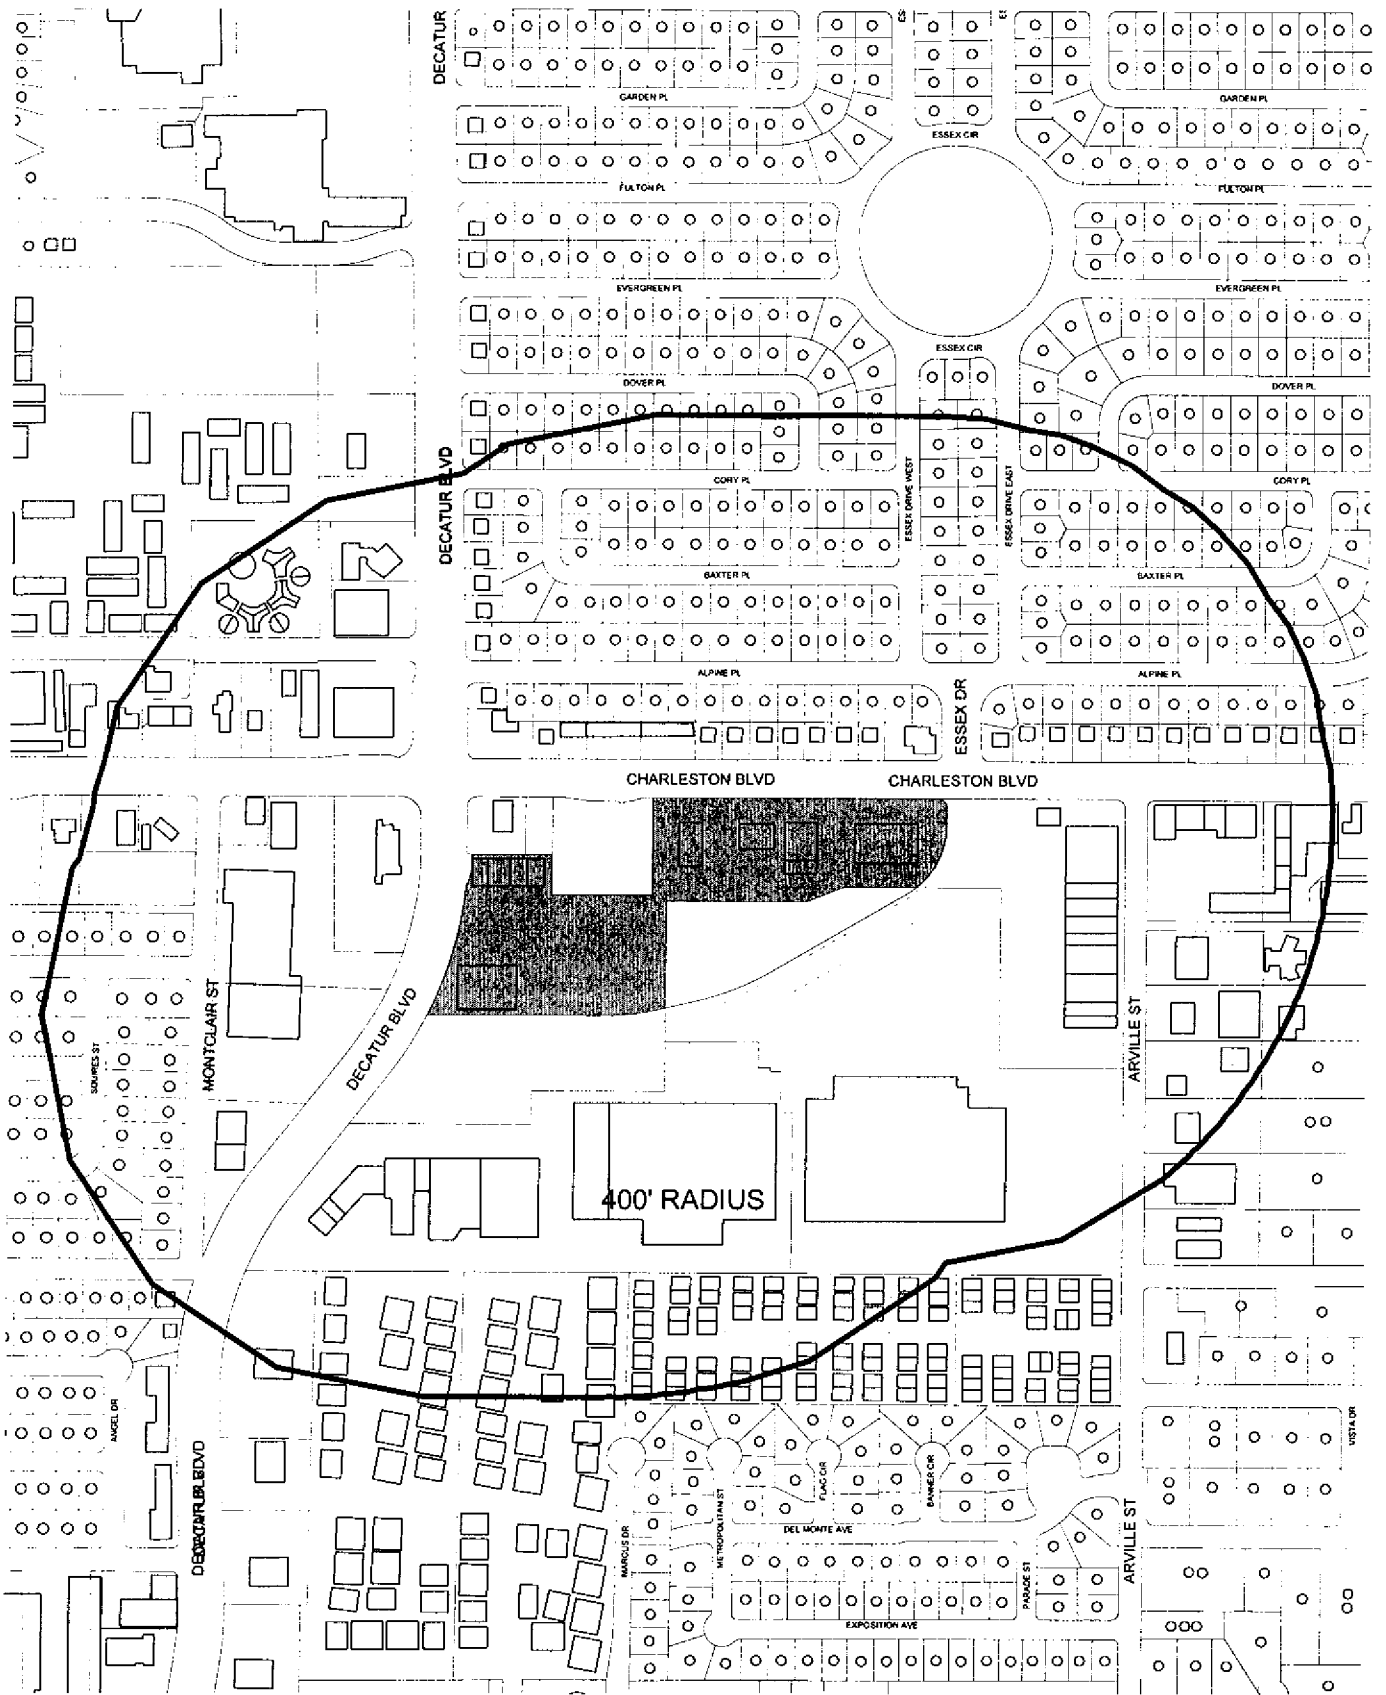 DECATUR
ES
E
GARDEN PL
GARDEN PL
ESSEX CIR
FULTON PL
FULTON PL
EVERGREEN PL
EVERGREEN PL
ESSEX CIR
DOVER PL
DOVER PL
DECATUR BLVD
CORY PL
ESSEX DRIVE WEST
ESSEX DRIVE EAST
CORY PL
BAXTER PL
BAXTER PL
ALPINE PL
ESSEX DR
ALPINE PL
CHARLESTON BLVD
CHARLESTON BLVD
SQUIRES ST
MONTCLAIR ST
DECATUR BLVD
ARVILLE ST
400' RADIUS
ANGEL DR
VISTA DR
FLAG CIR
BANNER CIR
MARCUS DR
METROPOLITAN ST
DEL MONTE AVE
PARADE ST
ARVILLE ST
EXPOSITION AVE